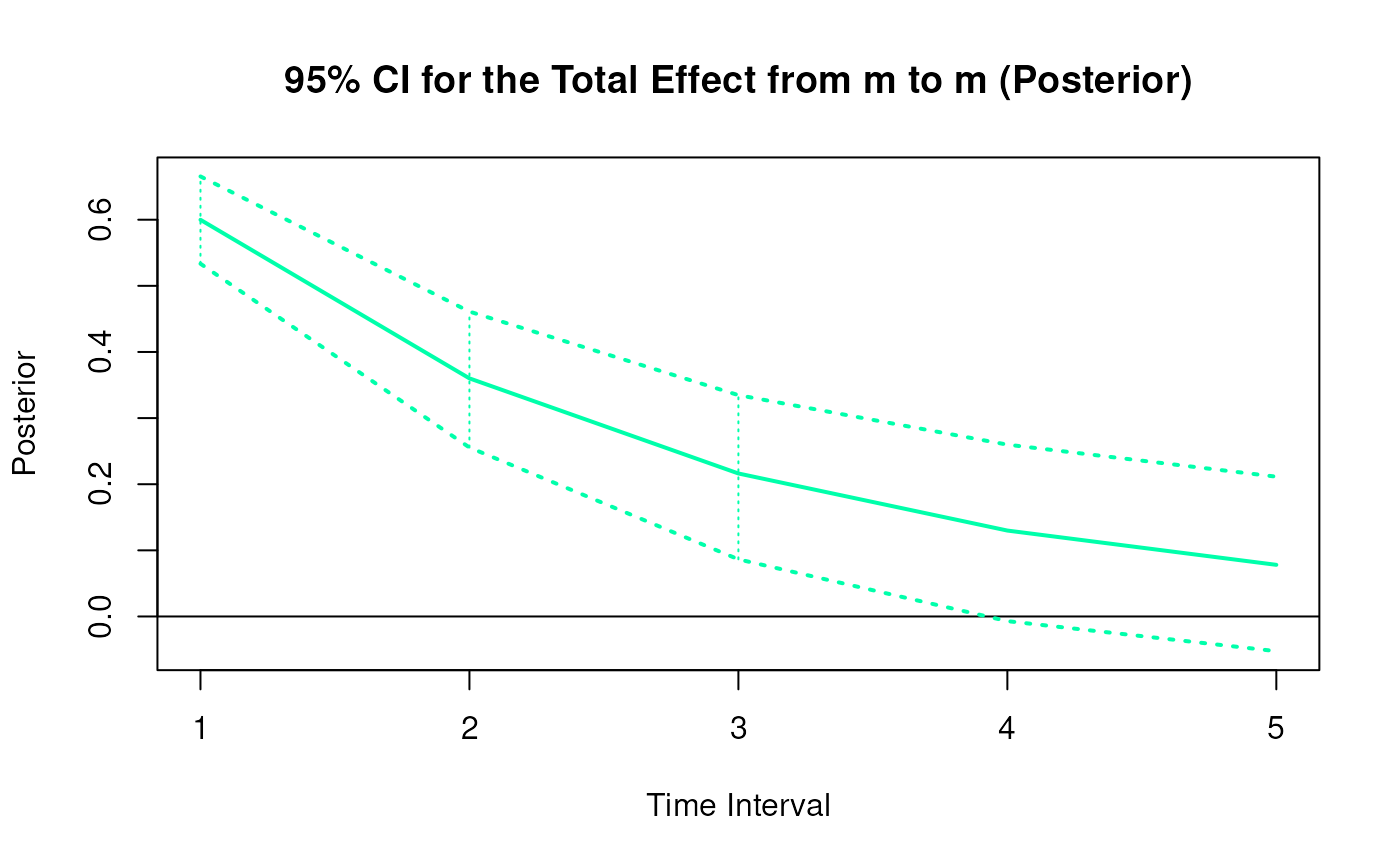 95% CI for the Total Effect from m to m (Posterior)
Posterior
0.6
0.4
0.2
0.0
1 2 3 4 5
Time Interval